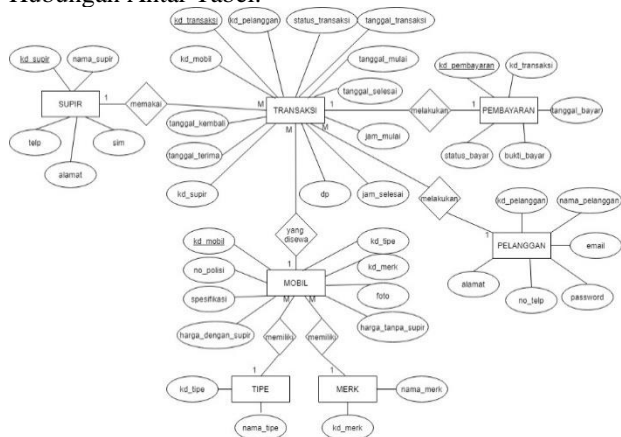 Hubungan Antar Tabel.
kd_transaksi
kd_pelanggan
status_transaksi
tanggal_transaksi
kd_supir
nama_supir
kd_mobil
tanggal_mulai
kd_pembayaran
kd_transaksi
tanggal_selesai
SUPIR
1
memakai
M
TRANSAKSI
1
melakukan
1
PEMBAYARAN
tanggal_bayar
M
M
telp
sim
tanggal_kembali
jam_mulai
alamat
tanggal_terima
status_bayar
bukti_bayar
kd_supir
dp
jam_selesai
melakukan
kd_pelanggan
nama_pelanggan
yang
disewa
1
PELANGGAN
email
kd_mobil
kd_tipe
no_polisi
1
kd_merk
alamat
no_telp
password
MOBIL
spesifikasi
M
M
foto
harga_dengan_supir
harga_tanpa_supir
memiliki
memiliki
1
1
kd_tipe
TIPE
MERK
nama_merk
nama_tipe
kd_merk